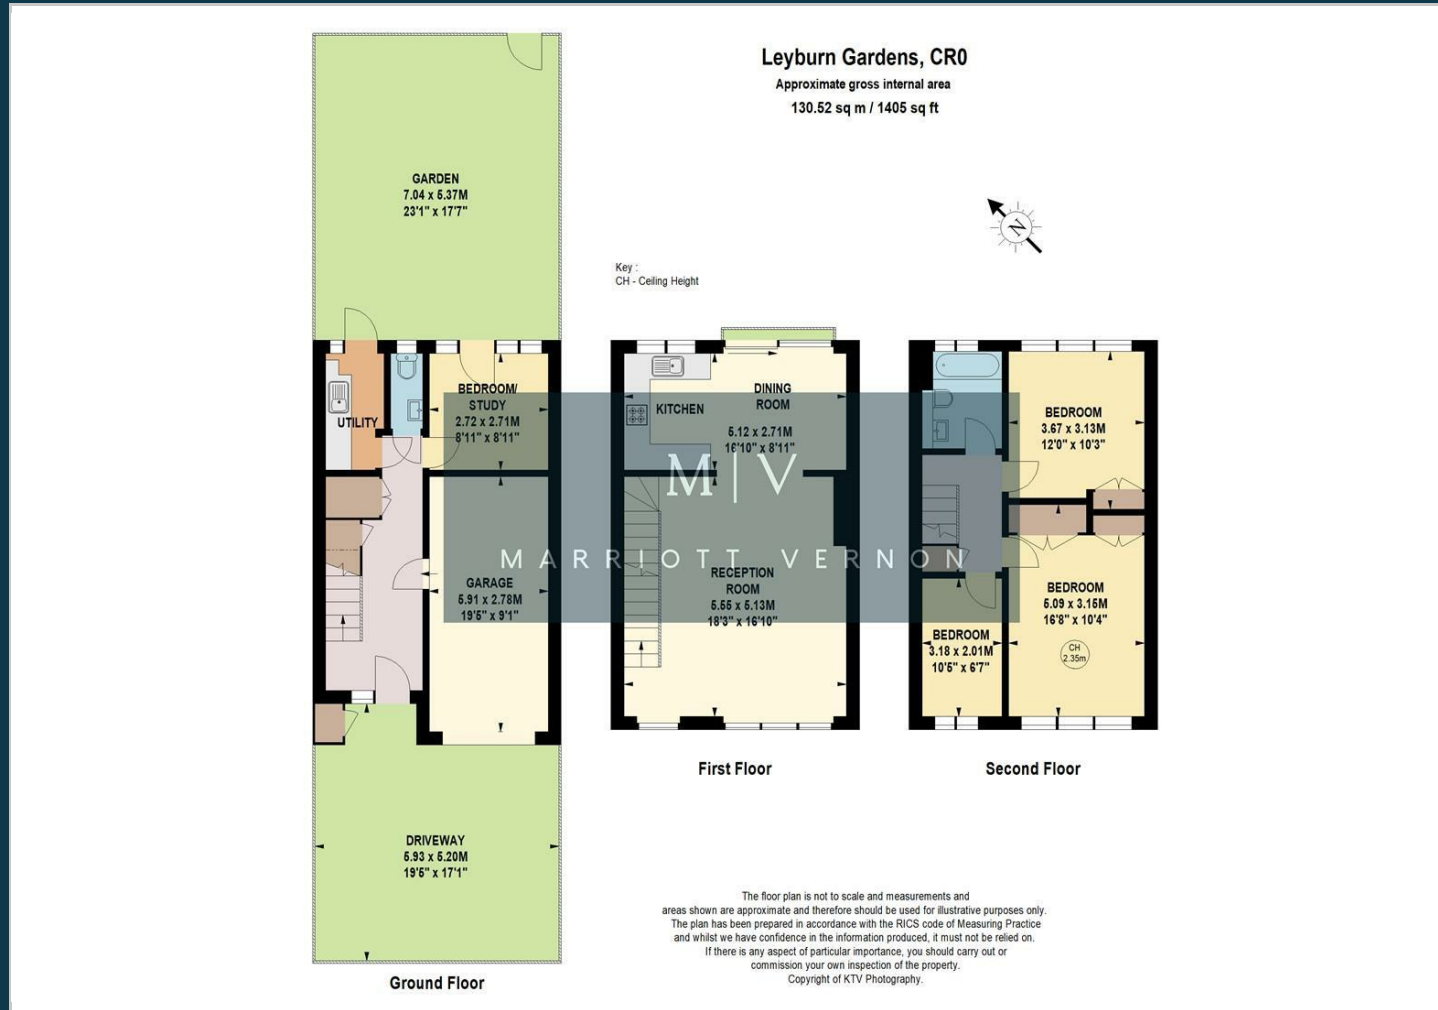 Leyburn Gardens, CR0
Approximate gross internal area
130.52 sq m / 1405 sq ft
GARDEN
7.04 x 5.37M
23'1" x 17'7"
N
Key :
CH - Ceiling Height
UTILITY
BEDROOM/
STUDY
2.72 x 2.71M
8'11" x 8'11"
GARAGE
5.91 x 2.78M
19'5" x 9'1"
DRIVEWAY
5.93 x 5.20M
19'5" x 17'1"
Ground Floor
KITCHEN
DINING
ROOM
5.12 x 2.71M
16'10" x 8'11"
M|V
MARRIOTT VERNON
RECEPTION
ROOM
5.55 x 5.13M
18'3" x 16'10"
First Floor
BEDROOM
3.67 x 3.13M
12'0" x 10'3"
BEDROOM
5.09 x 3.15M
16'8" x 10'4"
CH
2.35m
BEDROOM
3.18 x 2.01M
10'5" x 6'7"
Second Floor
The floor plan is not to scale and measurements and
areas shown are approximate and therefore should be used for illustrative purposes only.
The plan has been prepared in accordance with the RICS code of Measuring Practice
and whilst we have confidence in the information produced, it must not be relied on.
If there is any aspect of particular importance, you should carry out or
commission your own inspection of the property.
Copyright of KTV Photography.